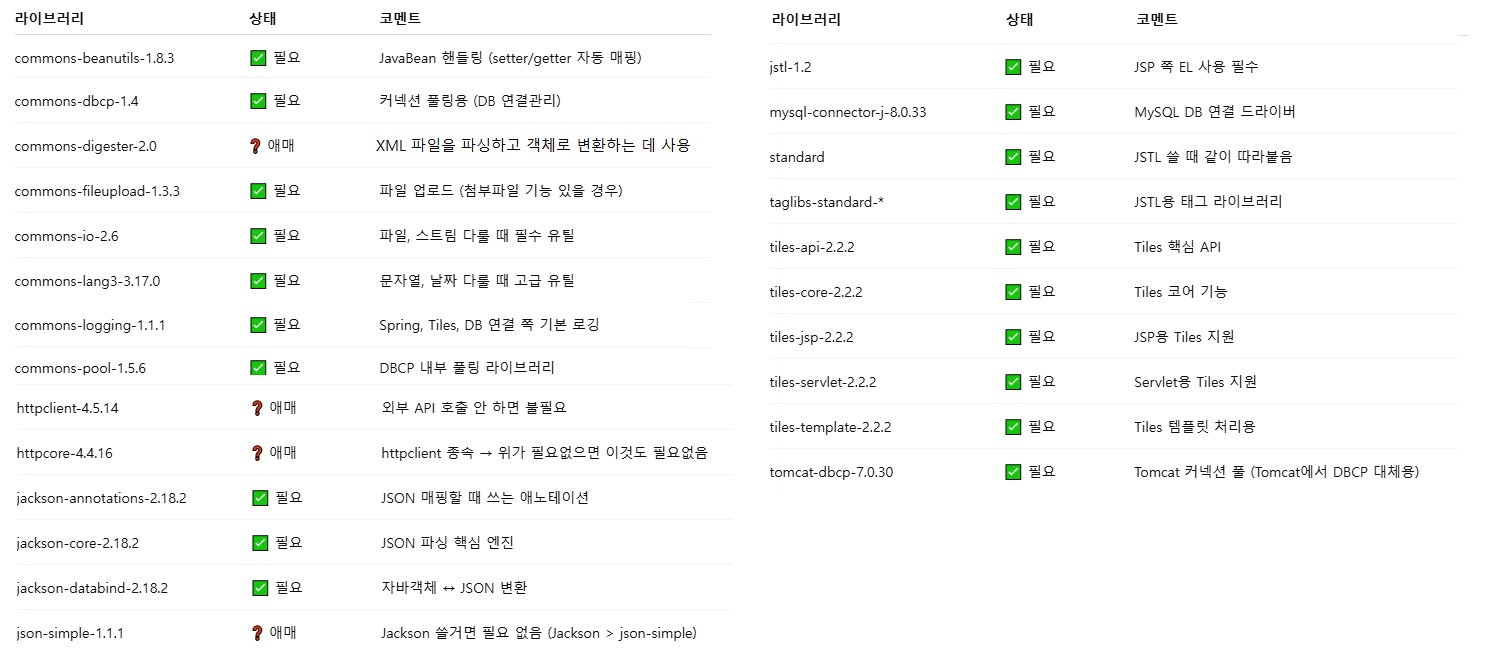 라이브러리 상태 코멘트
commons-beanutils-1.8.3 ✅ 필요 JavaBean 핸들링 (setter/getter 자동 매핑)
commons-dbcp-1.4 ✅ 필요 커넥션 풀링용 (DB 연결관리)
commons-digester-2.0 ❓ 애매 XML 파일을 파싱하고 객체로 변환하는 데 사용
commons-fileupload-1.3.3 ✅ 필요 파일 업로드 (첨부파일 기능 있을 경우)
commons-io-2.6 ✅ 필요 파일, 스트림 다룰 때 필수 유틸
commons-lang3-3.17.0 ✅ 필요 문자열, 날짜 다룰 때 고급 유틸
commons-logging-1.1.1 ✅ 필요 Spring, Tiles, DB 연결 쪽 기본 로깅
commons-pool-1.5.6 ✅ 필요 DBCP 내부 풀링 라이브러리
httpclient-4.5.14 ❓ 애매 외부 API 호출 안 하면 불필요
httpcore-4.4.16 ❓ 애매 httpclient 종속 → 위가 필요없으면 이것도 필요없음
jackson-annotations-2.18.2 ✅ 필요 JSON 매핑할 때 쓰는 애노테이션
jackson-core-2.18.2 ✅ 필요 JSON 파싱 핵심 엔진
jackson-databind-2.18.2 ✅ 필요 자바객체 ↔ JSON 변환
json-simple-1.1.1 ❓ 애매 Jackson 쓸거면 필요 없음 (Jackson > json-simple)
라이브러리 상태 코멘트
jstl-1.2 ✅ 필요 JSP 쪽 EL 사용 필수
mysql-connector-j-8.0.33 ✅ 필요 MySQL DB 연결 드라이버
standard ✅ 필요 JSTL 쓸 때 같이 따라붙음
taglibs-standard-* ✅ 필요 JSTL용 태그 라이브러리
tiles-api-2.2.2 ✅ 필요 Tiles 핵심 API
tiles-core-2.2.2 ✅ 필요 Tiles 코어 기능
tiles-jsp-2.2.2 ✅ 필요 JSP용 Tiles 지원
tiles-servlet-2.2.2 ✅ 필요 Servlet용 Tiles 지원
tiles-template-2.2.2 ✅ 필요 Tiles 템플릿 처리용
tomcat-dbcp-7.0.30 ✅ 필요 Tomcat 커넥션 풀 (Tomcat에서 DBCP 대체용)